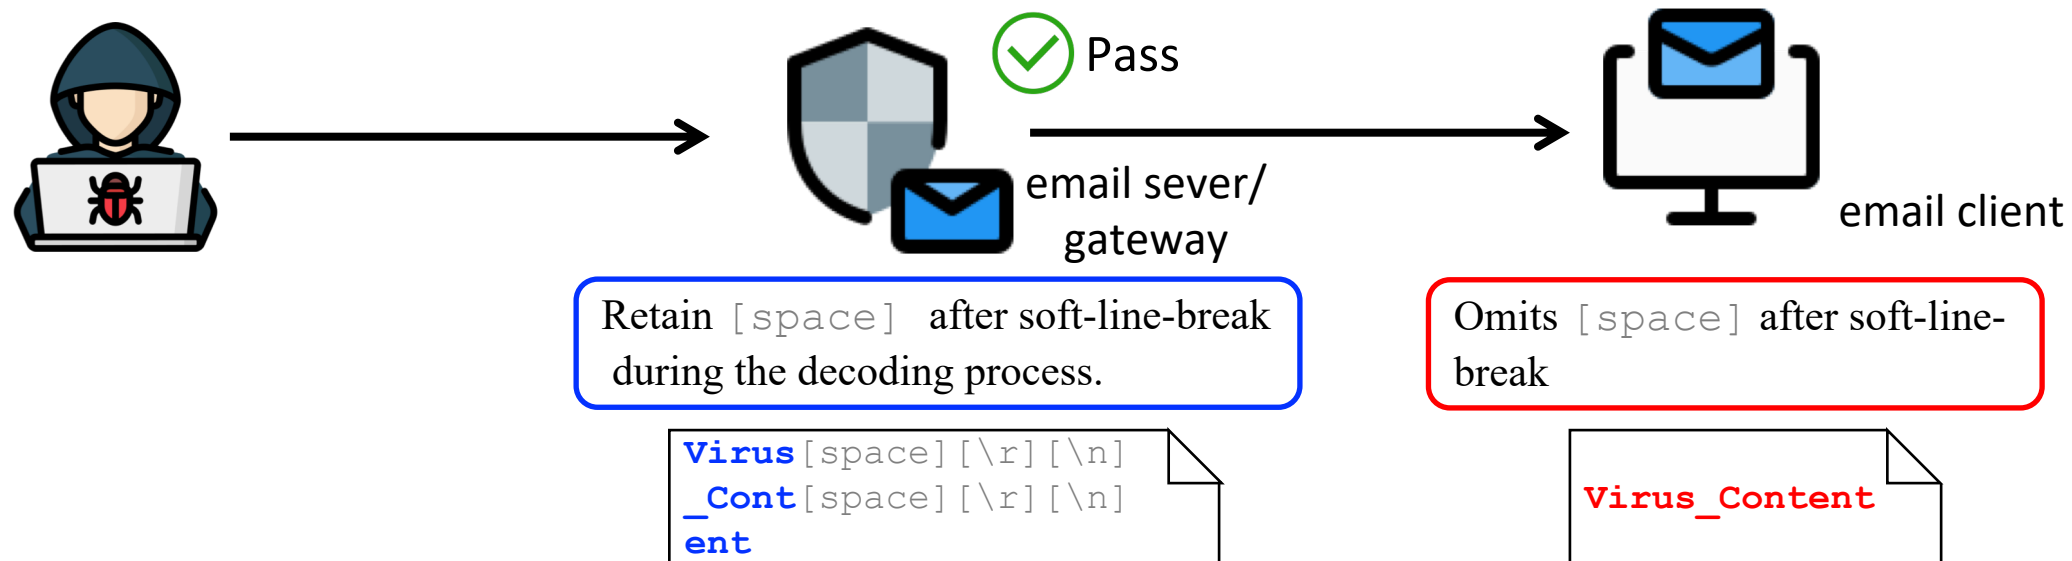 Pass
email sever/
gateway
email client
Retain [space] after soft-line-break
during the decoding process.
Omits [space] after soft-line-
break
Virus[space][\r][\n]
_Cont[space][\r][\n]
ent
Virus_Content